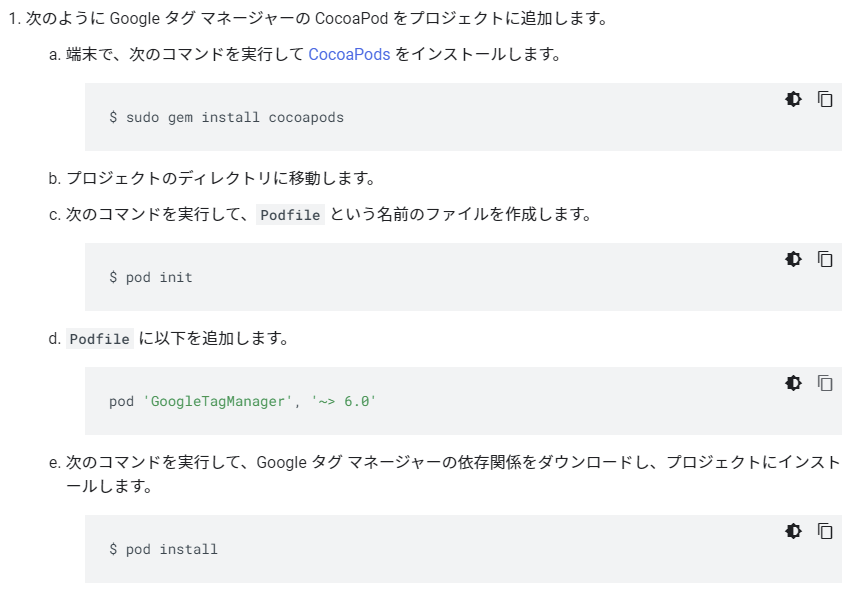 1. 次のように Google タグ マネージャーの CocoaPod をプロジェクトに追加します。
a. 端末で、次のコマンドを実行して CocoaPods をインストールします。
$ sudo gem install cocoapods
b. プロジェクトのディレクトリに移動します。
c. 次のコマンドを実行して、Podfile という名前のファイルを作成します。
$ pod init
d. Podfile に以下を追加します。
pod 'GoogleTagManager', '~> 6.0'
e. 次のコマンドを実行して、Google タグ マネージャーの依存関係をダウンロードし、プロジェクトにインスト
ールします。
$ pod install